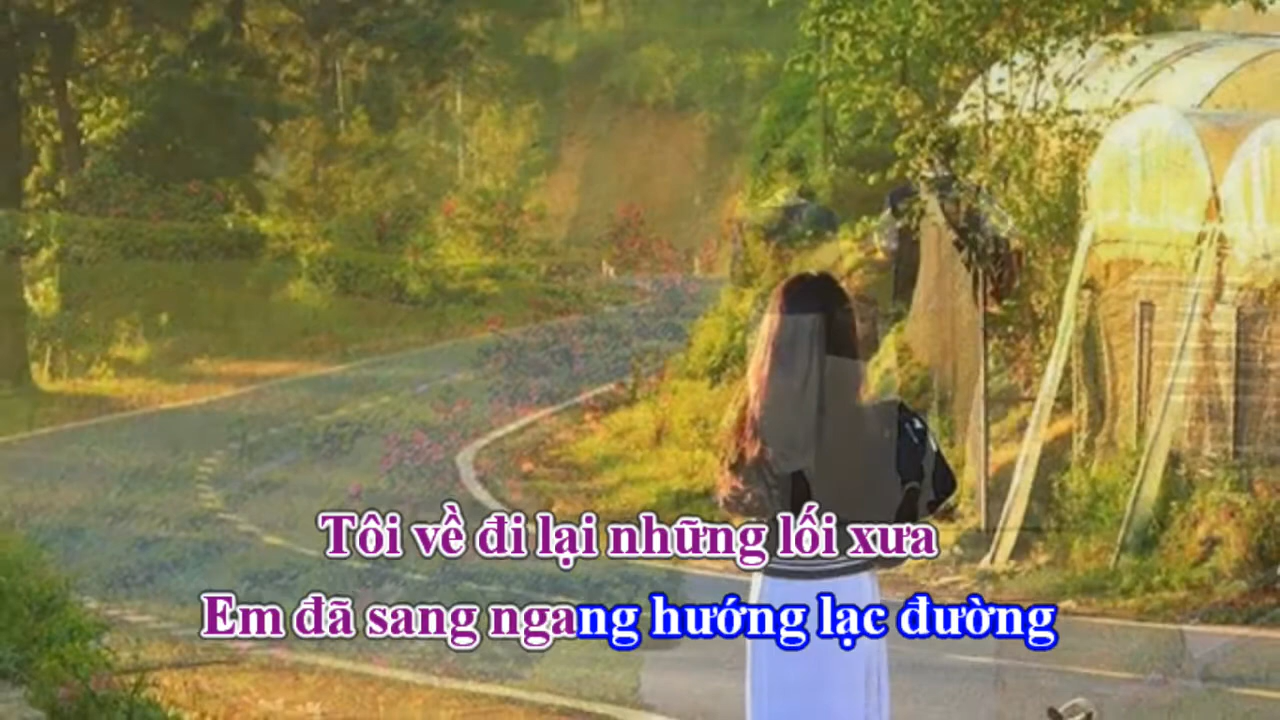 Tôi về đi lại những lối xưa
Em đã sang ngang hướng lạc đường